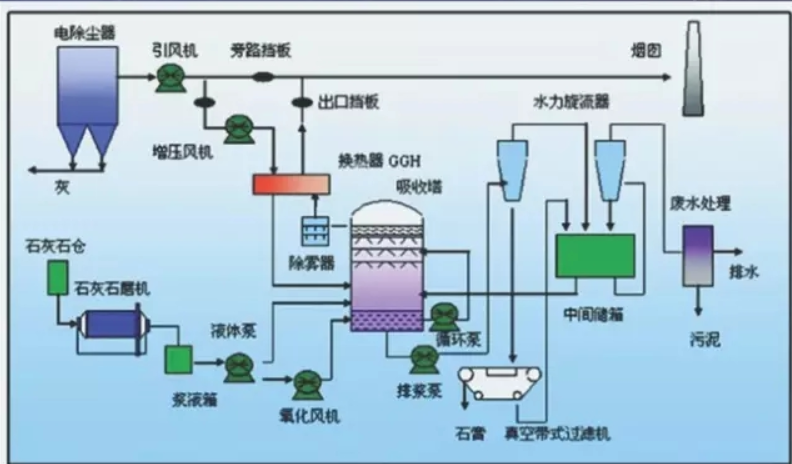 电除尘器
引风机
旁路挡板
烟囱
出口挡板
水力旋流器
增压风机
换热器 GGH
灰
吸收塔
废水处理
石灰石仓
除雾器
排水
石灰石磨机
中间储箱
液体泵
循环泵
污泥
浆液箱
排浆泵
氧化风机
石膏
真空带式过滤机